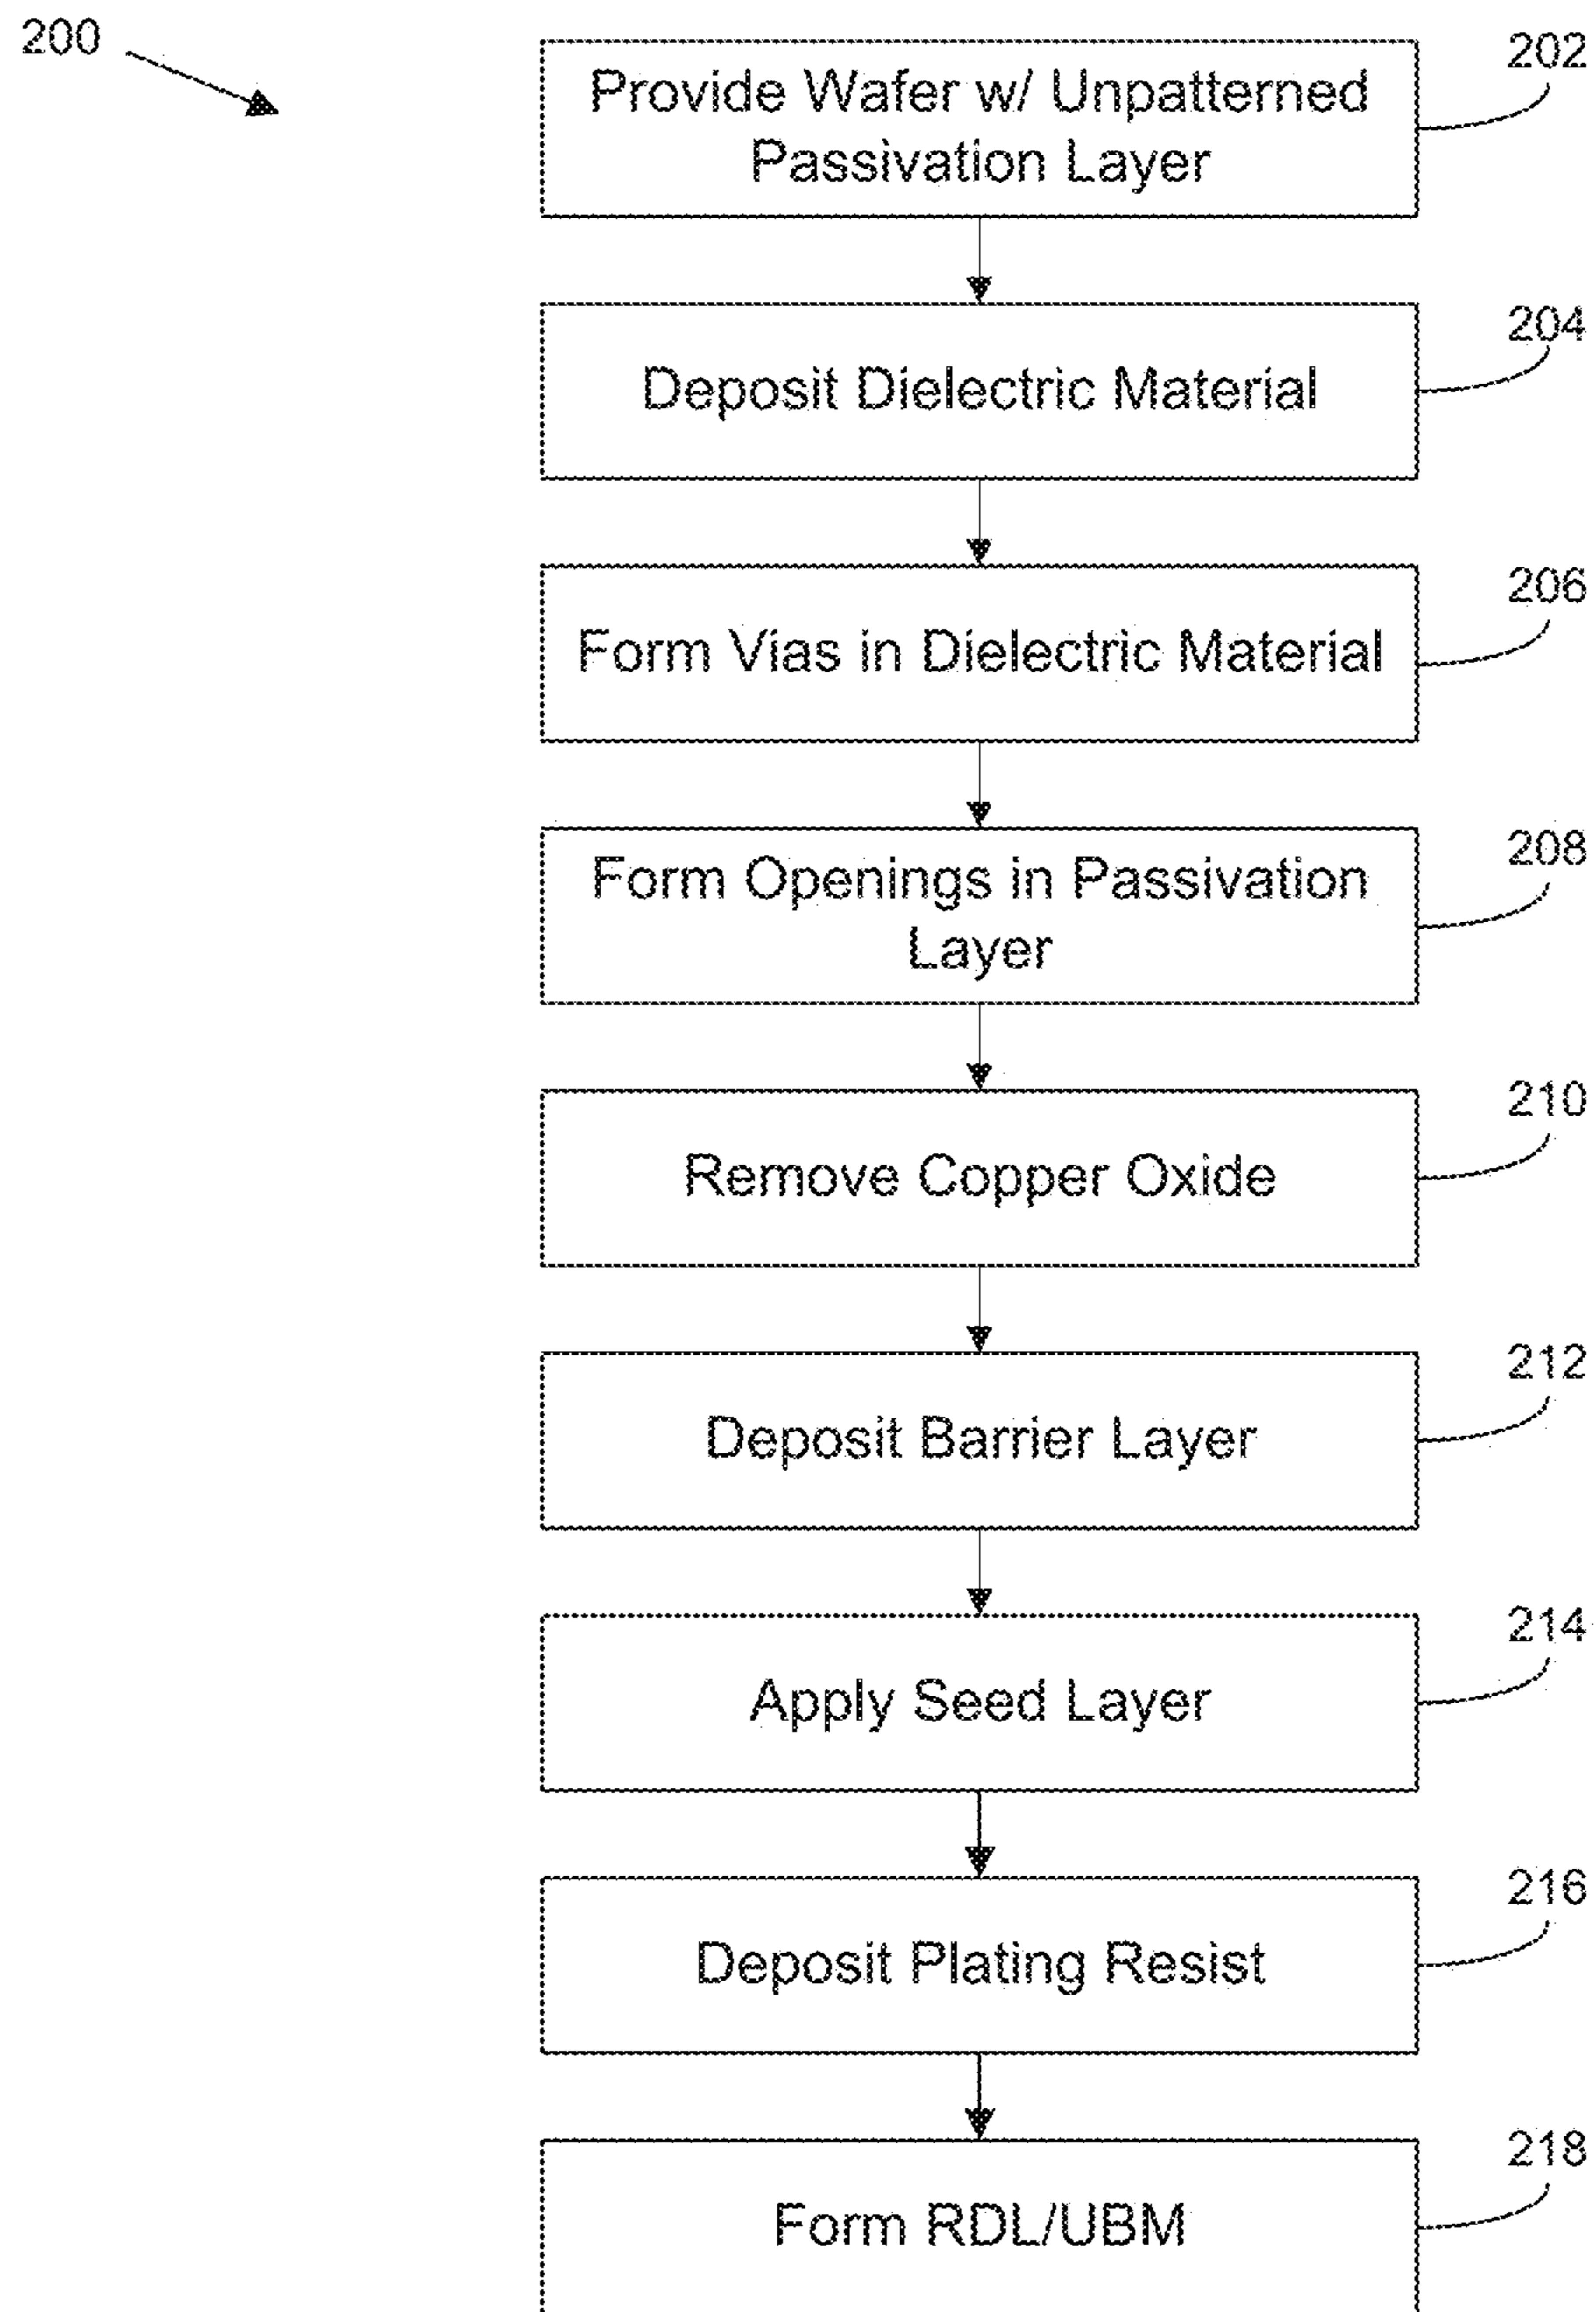 200
202
Provide Wafer w/ Unpatterned
Passivation Layer
204
Deposit Dielectric Material
206
Form Vias in Dielectric Material
208
Form Openings in Passivation
Layer
210
Remove Copper Oxide
212
Deposit Barrier Layer
214
Apply Seed Layer
216
Deposit Plating Resist
218
Form RDL/UBM